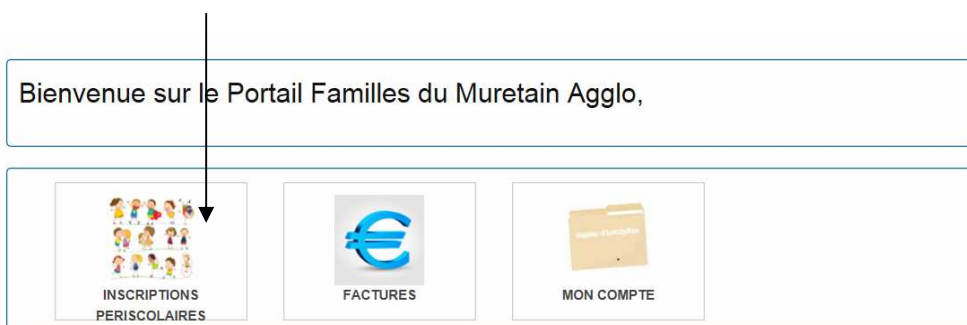 Bienvenue sur le Portail Familles du Muretain Agglo,
INSCRIPTIONS
PERISCOLAIRES
FACTURES
MON COMPTE